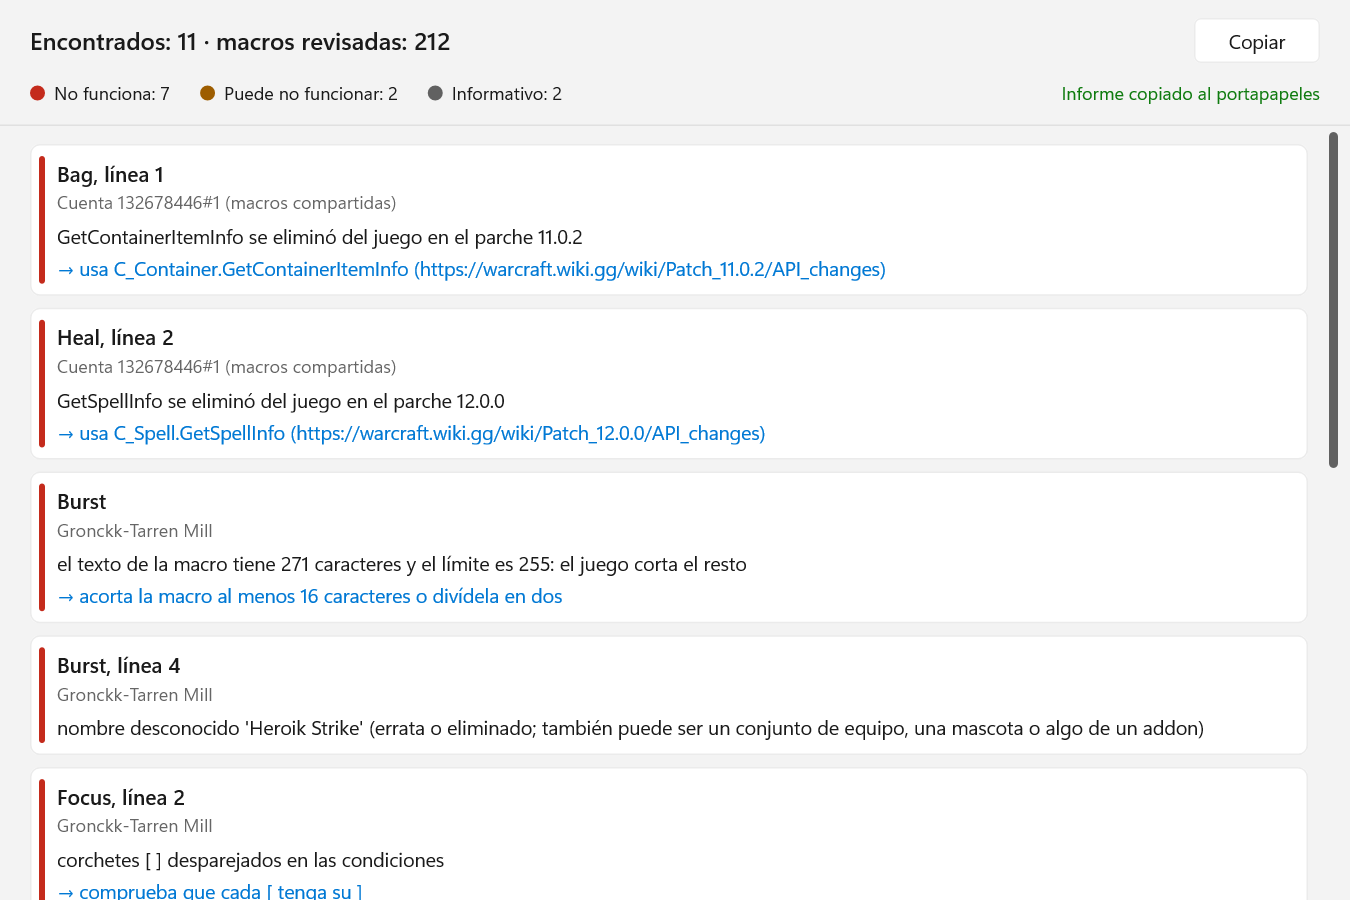 Encontrados: 11 · macros revisadas: 212
Copiar
No funciona: 7
Puede no funcionar: 2
Informativo: 2
Informe copiado al portapapeles
Bag, línea 1
Cuenta 132678446#1 (macros compartidas)
GetContainerItemInfo se eliminó del juego en el parche 11.0.2
→ usa C_Container.GetContainerItemInfo (https://warcraft.wiki.gg/wiki/Patch_11.0.2/API_changes)
Heal, línea 2
Cuenta 132678446#1 (macros compartidas)
GetSpellInfo se eliminó del juego en el parche 12.0.0
→ usa C_Spell.GetSpellInfo (https://warcraft.wiki.gg/wiki/Patch_12.0.0/API_changes)
Burst
Gronckk-Tarren Mill
el texto de la macro tiene 271 caracteres y el límite es 255: el juego corta el resto
→ acorta la macro al menos 16 caracteres o divídela en dos
Burst, línea 4
Gronckk-Tarren Mill
nombre desconocido 'Heroik Strike' (errata o eliminado; también puede ser un conjunto de equipo, una mascota o algo de un addon)
Focus, línea 2
Gronckk-Tarren Mill
corchetes [ ] desparejados en las condiciones
→ comprueba que cada [ tenga su ]